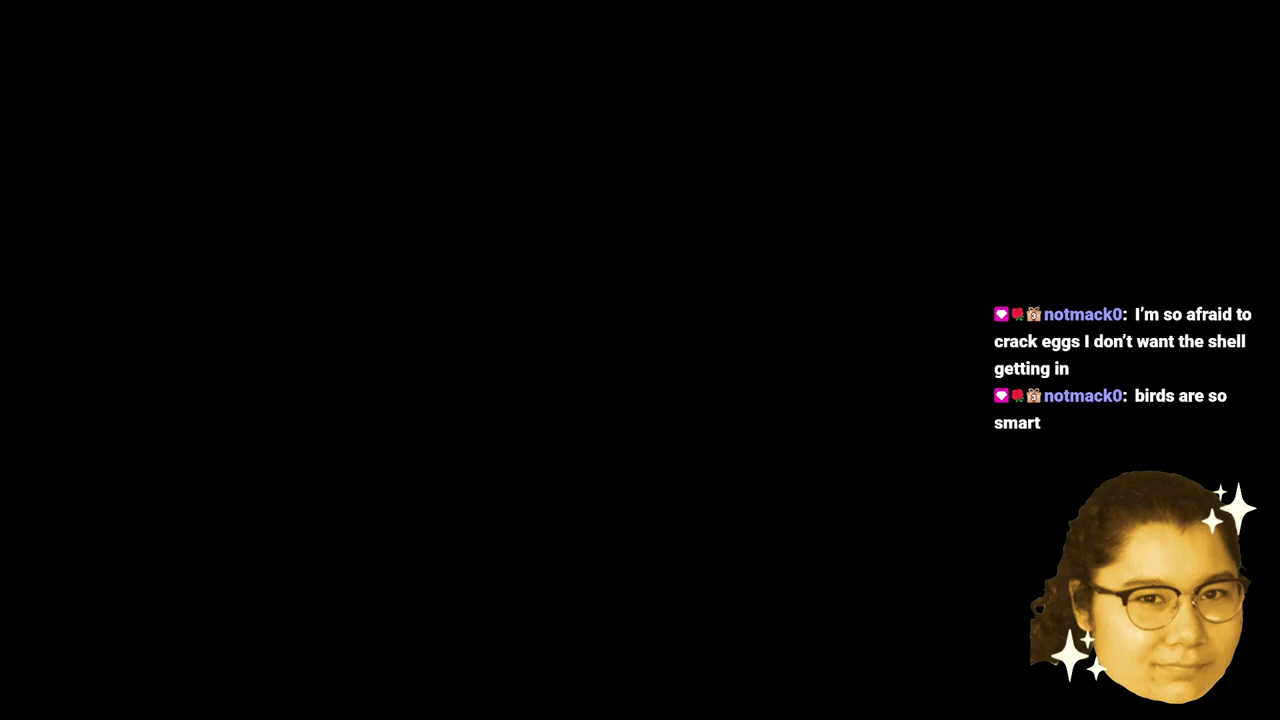 notmack0: I’m so afraid to
crack eggs I don’t want the shell
getting in
notmack0: birds are so
smart